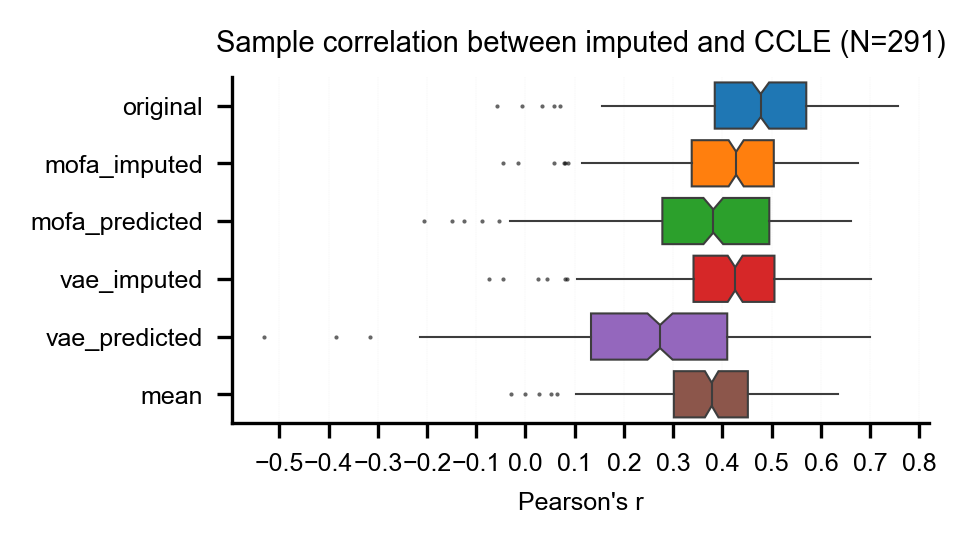 Sample correlation between imputed and CCLE (N=291)
original
mofa_imputed
mofa_predicted
vae_imputed
vae_predicted
mean
−0.5−0.4−0.3−0.2−0.1 0.0 0.1 0.2 0.3 0.4 0.5 0.6 0.7 0.8
Pearson's r